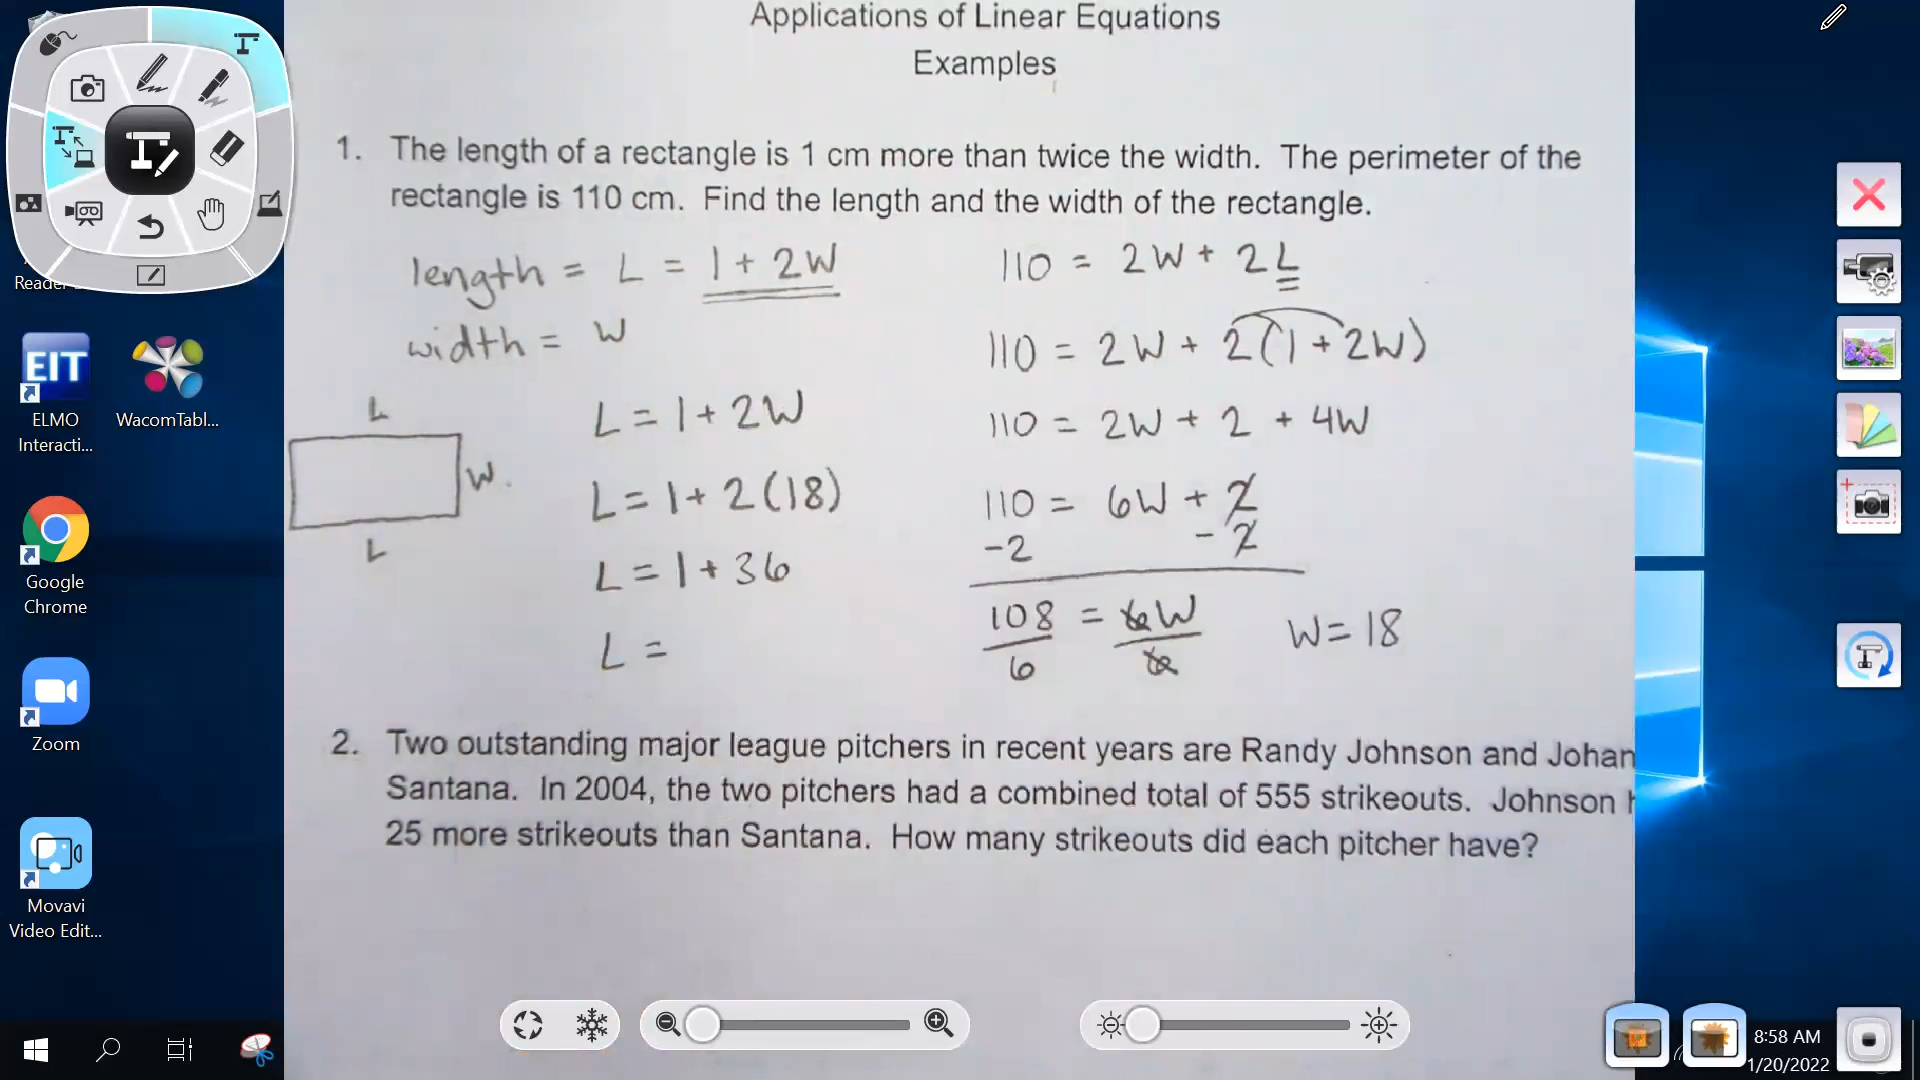 Applications of Linear Equations
Examples
1. The length of a rectangle is 1 cm more than twice the width. The perimeter of the
rectangle is 110 cm. Find the length and the width of the rectangle.
length = L = 1 + 2W
width = W
L
W.
L
L = 1 + 2W
L = 1 + 2(18)
L = 1 + 36
L =
110 = 2W + 2L
110 = 2W + 2(1 + 2W)
110 = 2W + 2 + 4W
110 = 6W + 2
-2 - 2
108 = 6W
6 6
W = 18
2. Two outstanding major league pitchers in recent years are Randy Johnson and Johan
Santana. In 2004, the two pitchers had a combined total of 555 strikeouts. Johnson
25 more strikeouts than Santana. How many strikeouts did each pitcher have?
Reader
EIT
ELMO
Interacti...
WacomTabl...
Google
Chrome
Zoom
Movavi
Video Edit...
8:58 AM
1/20/2022